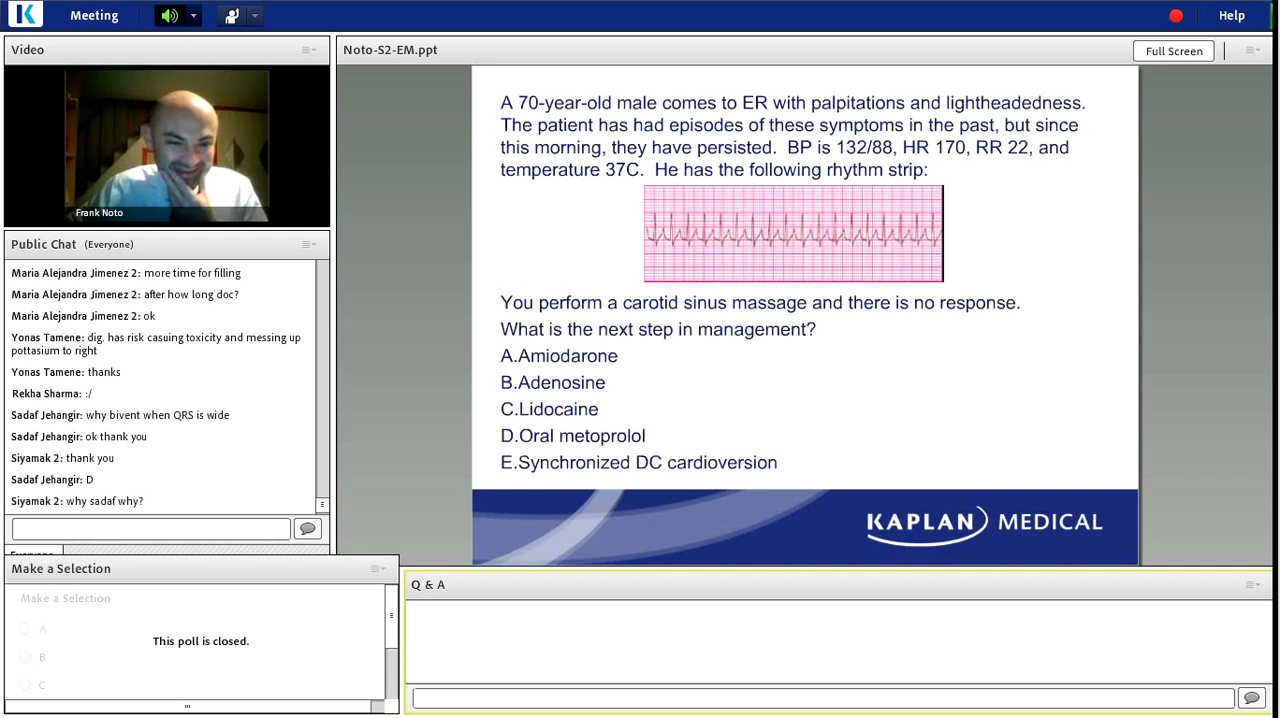 Meeting
Help
Video
Frank Noto
Public Chat (Everyone)
Maria Alejandra Jimenez 2: more time for filling
Maria Alejandra Jimenez 2: after how long doc?
Maria Alejandra Jimenez 2: ok
Yonas Tamene: dig. has risk casuing toxicity and messing up
pottasium to right
Yonas Tamene: thanks
Rekha Sharma: :/
Sadaf Jehangir: why bivent when QRS is wide
Sadaf Jehangir: ok thank you
Siyamak 2: thank you
Sadaf Jehangir: D
Siyamak 2: why sadaf why?
Everyone
Make a Selection
Make a Selection
A
B
C
This poll is closed.
Noto-S2-EM.ppt
Full Screen
A 70-year-old male comes to ER with palpitations and lightheadedness.
The patient has had episodes of these symptoms in the past, but since
this morning, they have persisted. BP is 132/88, HR 170, RR 22, and
temperature 37C. He has the following rhythm strip:
You perform a carotid sinus massage and there is no response.
What is the next step in management?
A.Amiodarone
B.Adenosine
C.Lidocaine
D.Oral metoprolol
E.Synchronized DC cardioversion
KAPLAN MEDICAL
Q & A